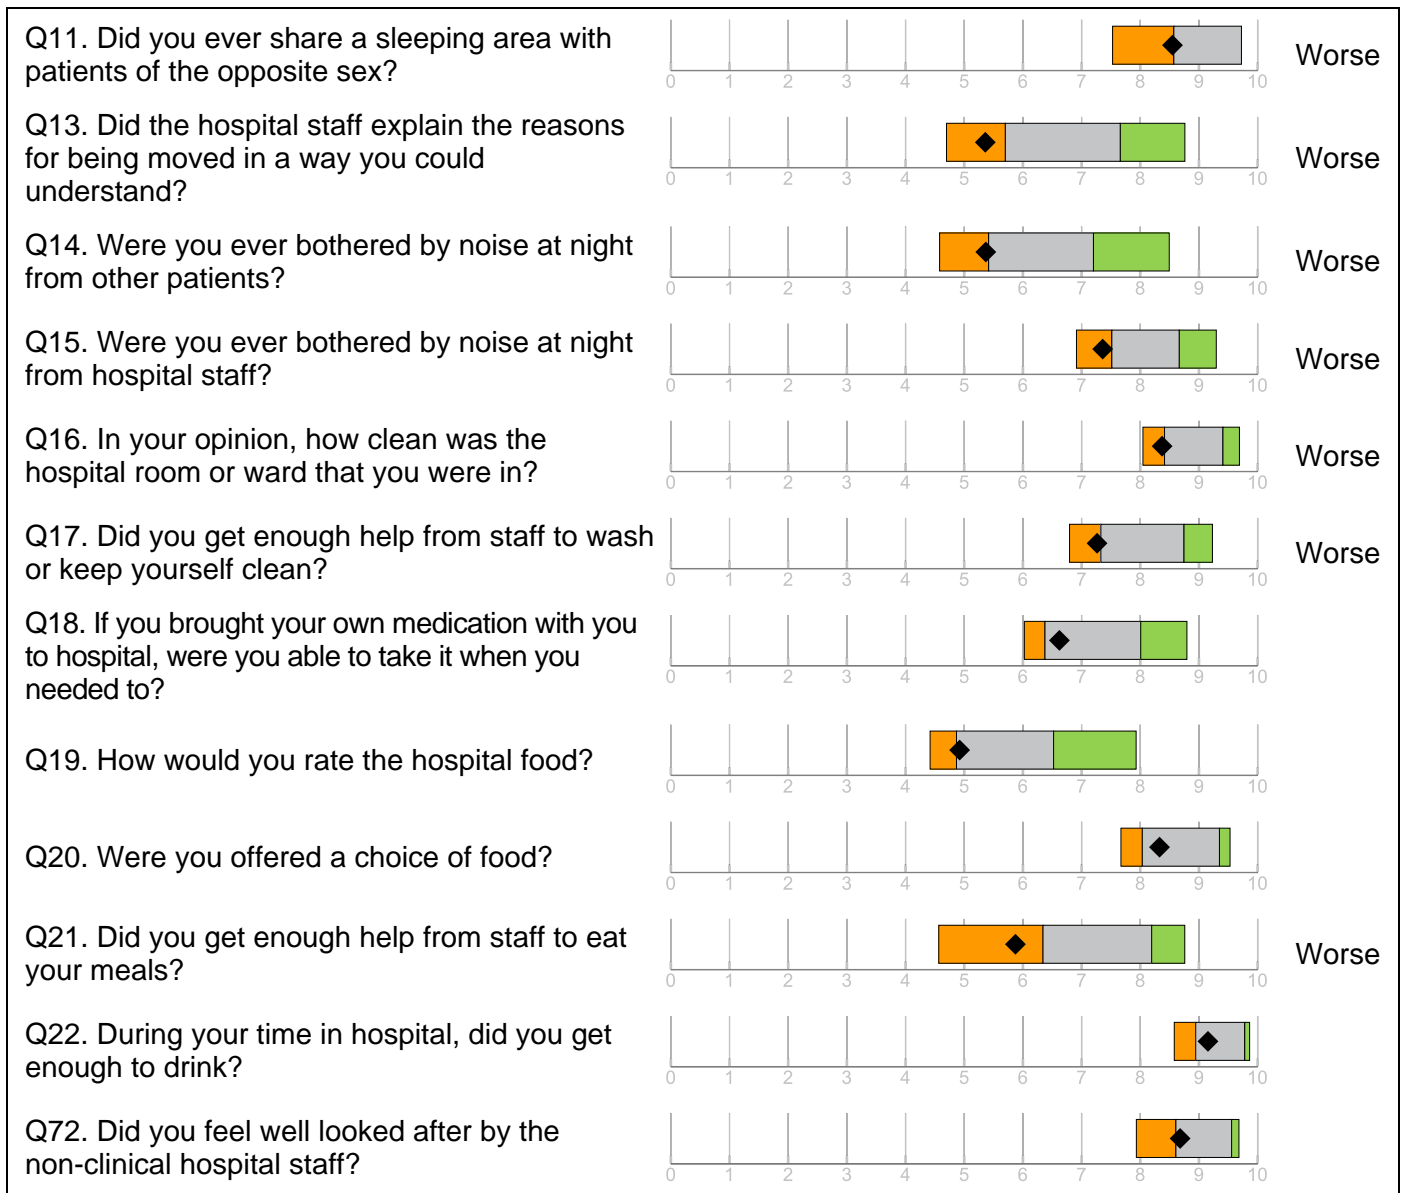 Q11. Did you ever share a sleeping area with
patients of the opposite sex?
0 1 2 3 4 5 6 7 8 9 10
Worse
Q13. Did the hospital staff explain the reasons
for being moved in a way you could
understand?
0 1 2 3 4 5 6 7 8 9 10
Worse
Q14. Were you ever bothered by noise at night
from other patients?
0 1 2 3 4 5 6 7 8 9 10
Worse
Q15. Were you ever bothered by noise at night
from hospital staff?
0 1 2 3 4 5 6 7 8 9 10
Worse
Q16. In your opinion, how clean was the
hospital room or ward that you were in?
0 1 2 3 4 5 6 7 8 9 10
Worse
Q17. Did you get enough help from staff to wash
or keep yourself clean?
0 1 2 3 4 5 6 7 8 9 10
Worse
Q18. If you brought your own medication with you
to hospital, were you able to take it when you
needed to?
0 1 2 3 4 5 6 7 8 9 10
Q19. How would you rate the hospital food?
0 1 2 3 4 5 6 7 8 9 10
Q20. Were you offered a choice of food?
0 1 2 3 4 5 6 7 8 9 10
Q21. Did you get enough help from staff to eat
your meals?
0 1 2 3 4 5 6 7 8 9 10
Worse
Q22. During your time in hospital, did you get
enough to drink?
0 1 2 3 4 5 6 7 8 9 10
Q72. Did you feel well looked after by the
non-clinical hospital staff?
0 1 2 3 4 5 6 7 8 9 10